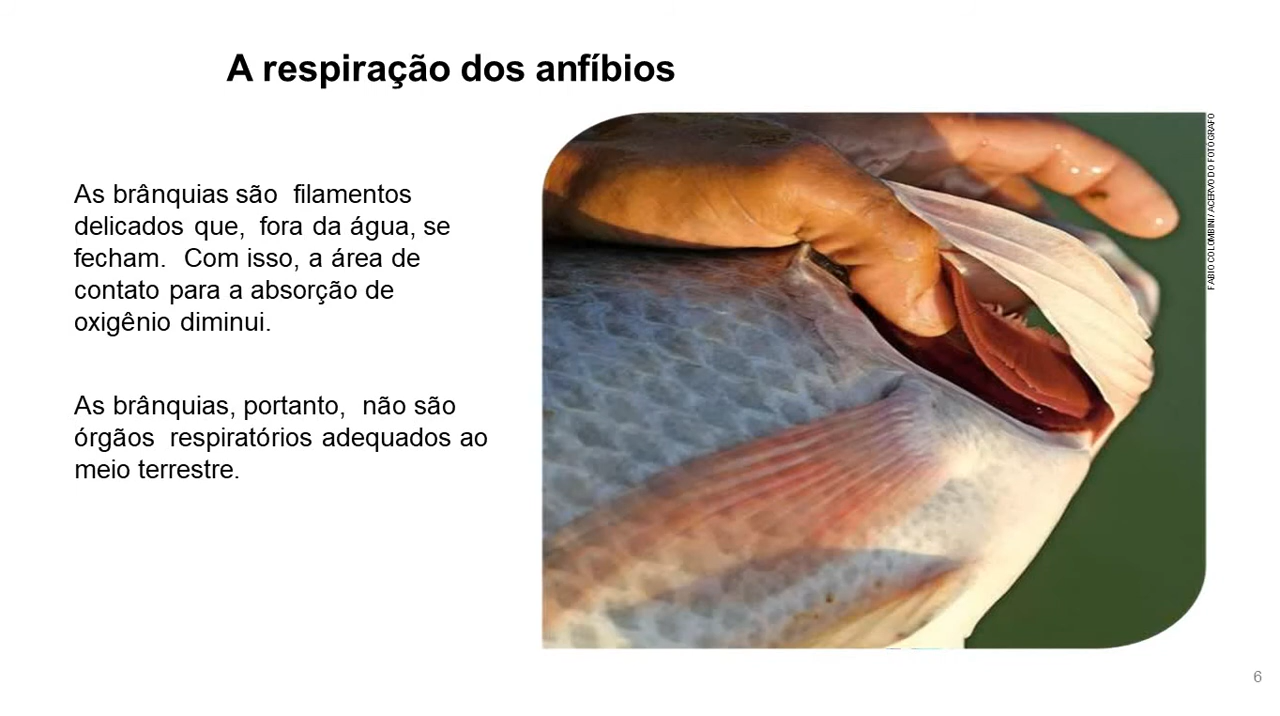 A respiração dos anfíbios
As brânquias são filamentos
delicados que, fora da água, se
fecham. Com isso, a área de
contato para a absorção de
oxigênio diminui.
As brânquias, portanto, não são
órgãos respiratórios adequados ao
meio terrestre.
FABIO COLOMBINI / ACERVO DO FOTÓGRAFO
6